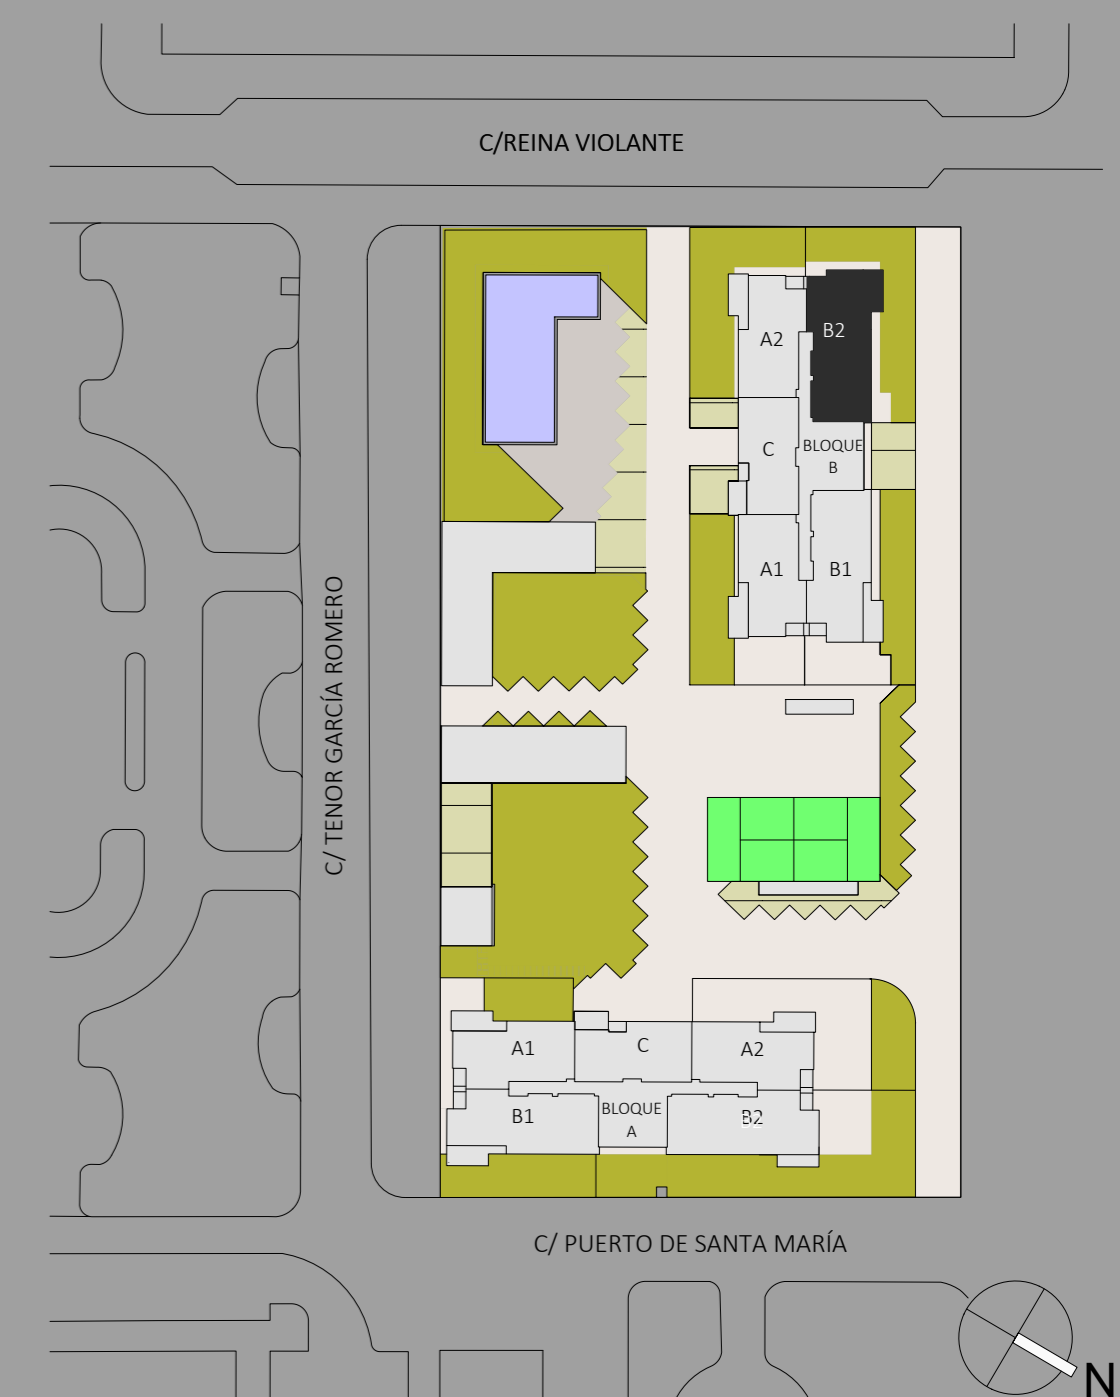 C/REINA VIOLANTE
A2
B2
C
BLOQUE
B
A1
B1
C/ TENOR GARCÍA ROMERO
A1
C
A2
B1
BLOQUE
A
B2
C/ PUERTO DE SANTA MARÍA
N